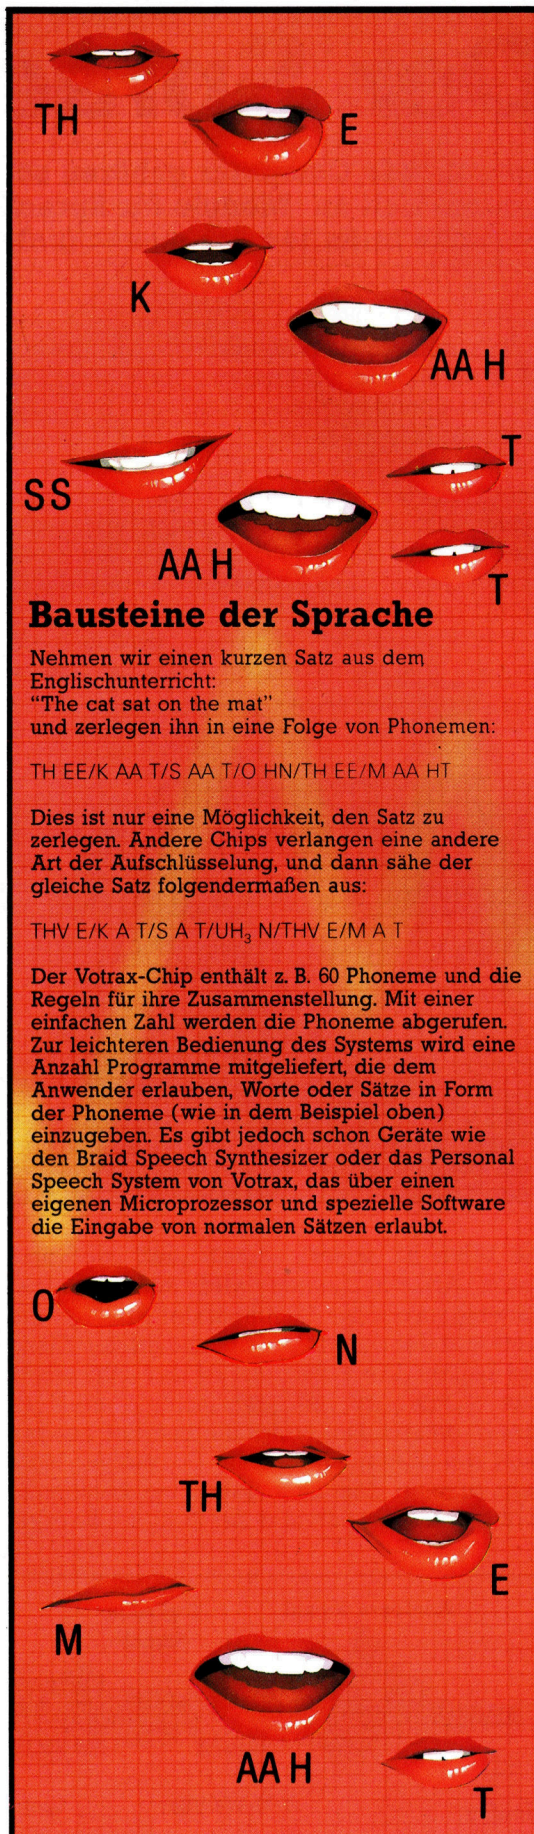 TH
E
K
AA H
T
SS
AA H
T
Bausteine der Sprache
Nehmen wir einen kurzen Satz aus dem
Englischunterricht:
"The cat sat on the mat"
und zerlegen ihn in eine Folge von Phonemen:
TH EE/K AA T/S AA T/O HN/TH EE/M AA HT
Dies ist nur eine Möglichkeit, den Satz zu
zerlegen. Andere Chips verlangen eine andere
Art der Aufschlüsselung, und dann sähe der
gleiche Satz folgendermaßen aus:
THV E/K A T/S A T/UH₃ N/THV E/M A T
Der Votrax-Chip enthält z. B. 60 Phoneme und die
Regeln für ihre Zusammenstellung. Mit einer
einfachen Zahl werden die Phoneme abgerufen.
Zur leichteren Bedienung des Systems wird eine
Anzahl Programme mitgeliefert, die dem
Anwender erlauben, Worte oder Sätze in Form
der Phoneme (wie in dem Beispiel oben)
einzugeben. Es gibt jedoch schon Geräte wie
den Braid Speech Synthesizer oder das Personal
Speech System von Votrax, das über einen
eigenen Microprozessor und spezielle Software
die Eingabe von normalen Sätzen erlaubt.
O
N
TH
E
M
AA H
T